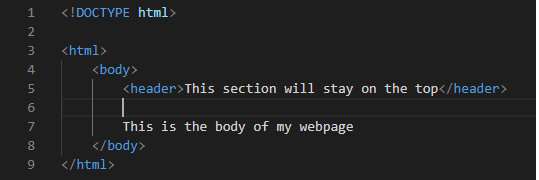 1 <!DOCTYPE html>
2
3 <html>
4     <body>
5         <header>This section will stay on the top</header>
6
7         This is the body of my webpage
8     </body>
9 </html>